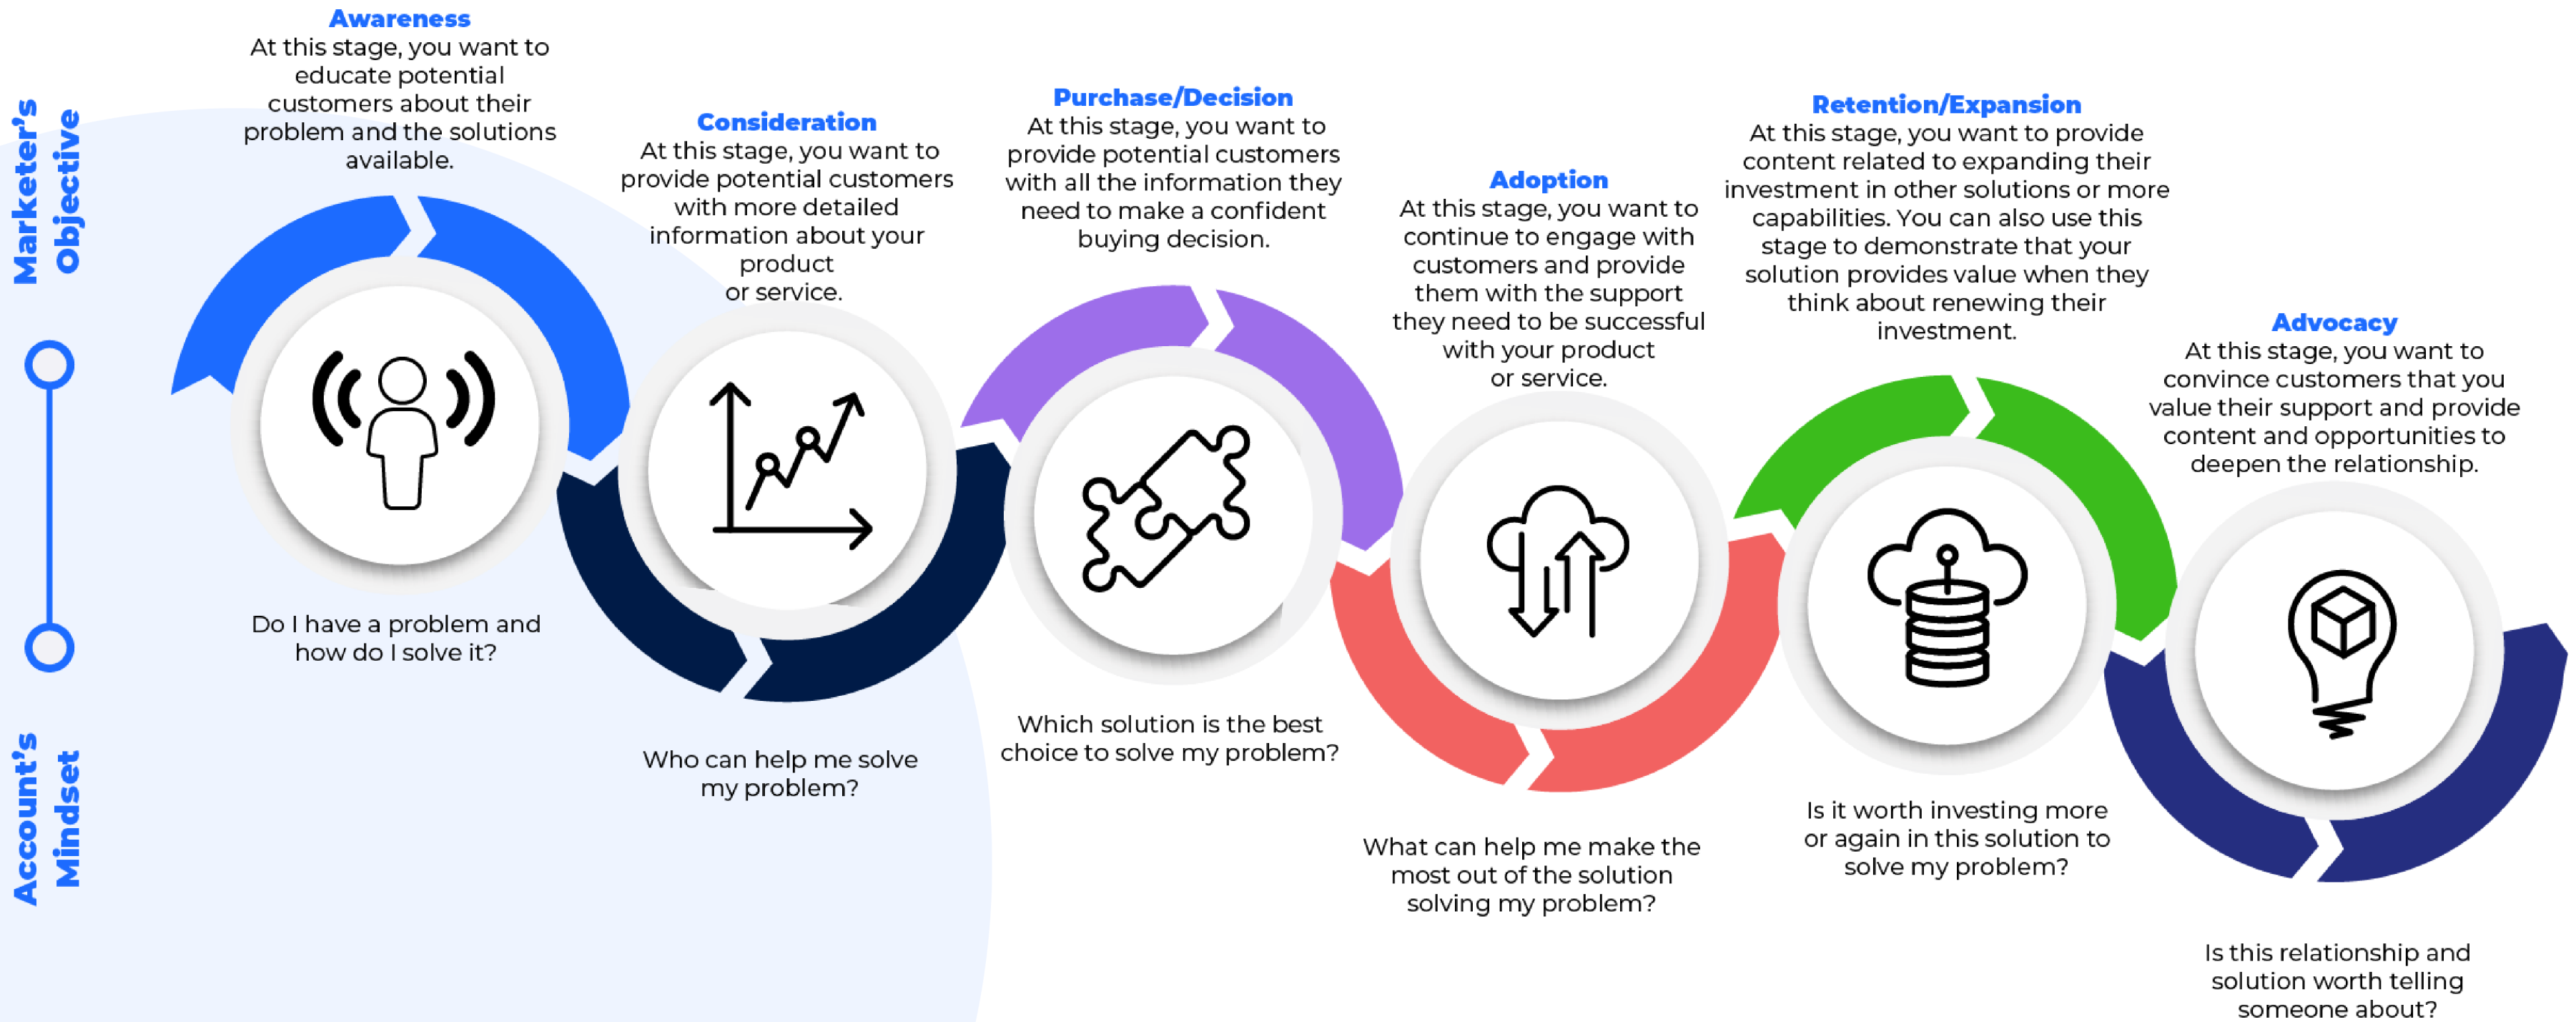 Marketer's
Objective
Account's
Mindset
Awareness
At this stage, you want to
educate potential
customers about their
problem and the solutions
available.
Do I have a problem and
how do I solve it?
Consideration
At this stage, you want to
provide potential customers
with more detailed
information about your
product
or service.
Who can help me solve
my problem?
Purchase/Decision
At this stage, you want to
provide potential customers
with all the information they
need to make a confident
buying decision.
Which solution is the best
choice to solve my problem?
Adoption
At this stage, you want to
continue to engage with
customers and provide
them with the support
they need to be successful
with your product
or service.
What can help me make the
most out of the solution
solving my problem?
Retention/Expansion
At this stage, you want to provide
content related to expanding their
investment in other solutions or more
capabilities. You can also use this
stage to demonstrate that your
solution provides value when they
think about renewing their
investment.
Is it worth investing more
or again in this solution to
solve my problem?
Advocacy
At this stage, you want to
convince customers that you
value their support and provide
content and opportunities to
deepen the relationship.
Is this relationship and
solution worth telling
someone about?